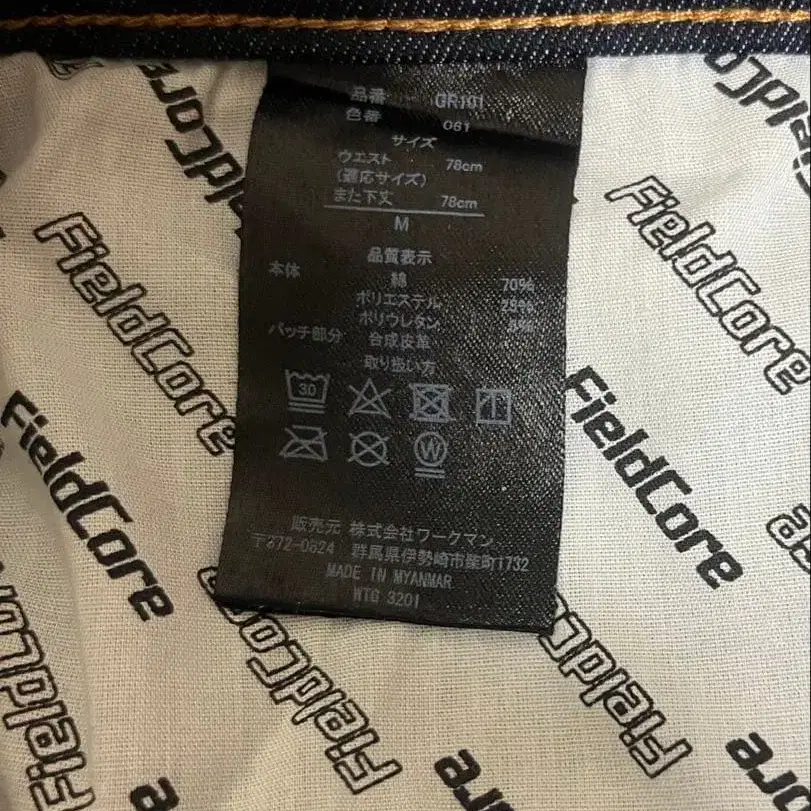 品番 GR101
色番 061
サイズ
ウエスト 78cm
(適応サイズ)
また下丈 78cm
M
品質表示
本体 綿 70%
ポリエステル
ポリウレタン
パッチ部分 合成皮革
取り扱い方
30
W
販売元 株式会社ワークマン
〒372-0824 群馬県伊勢崎市柴町1732
MADE IN MYANMAR
WTG 3201
FieldCore
FieldCore
FieldCore
FieldCore
FieldCore
FieldCore
FieldCore